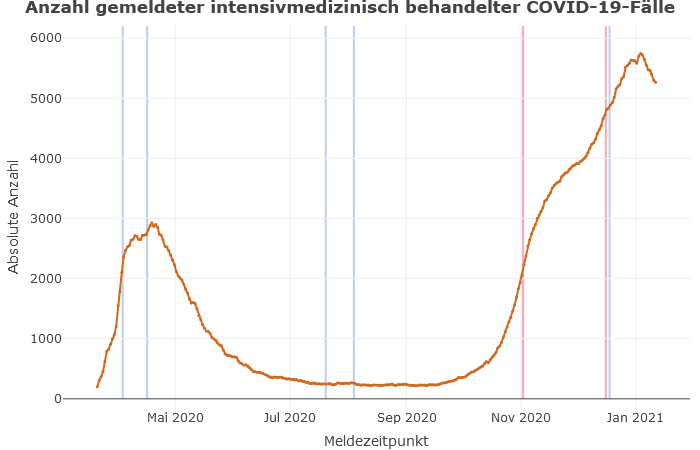 Anzahl gemeldeter intensivmedizinisch behandelter COVID-19-Fälle
6000
5000
4000
3000
2000
1000
0
Absolute Anzahl
Mai 2020
Jul 2020
Sep 2020
Nov 2020
Jan 2021
Meldezeitpunkt